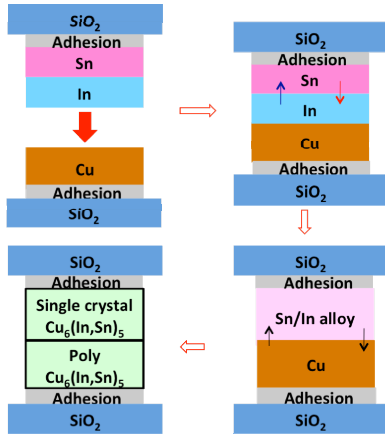 SiO₂
Adhesion
Sn
In
Cu
Adhesion
SiO₂
SiO₂
Adhesion
Sn
In
Cu
Adhesion
SiO₂
SiO₂
Adhesion
Single crystal
Cu₆(In,Sn)₅
Poly
Cu₆(In,Sn)₅
Adhesion
SiO₂
SiO₂
Adhesion
Sn/In alloy
Cu
Adhesion
SiO₂